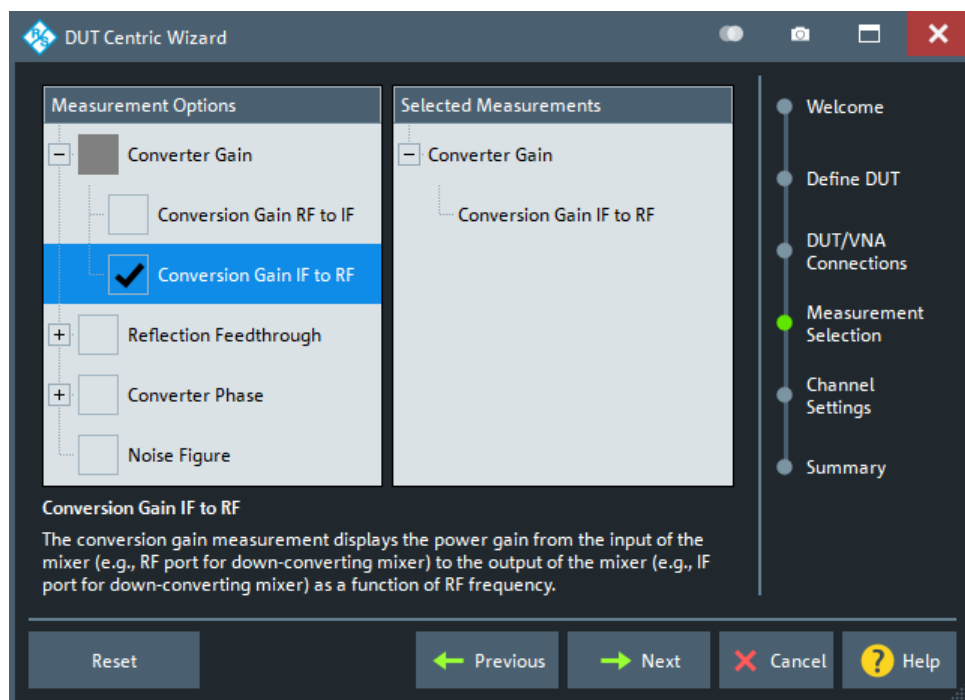 R&S
DUT Centric Wizard
Measurement Options
Converter Gain
Conversion Gain RF to IF
Conversion Gain IF to RF
Reflection Feedthrough
Converter Phase
Noise Figure
Selected Measurements
Converter Gain
Conversion Gain IF to RF
Conversion Gain IF to RF
The conversion gain measurement displays the power gain from the input of the
mixer (e.g., RF port for down-converting mixer) to the output of the mixer (e.g., IF
port for down-converting mixer) as a function of RF frequency.
Welcome
Define DUT
DUT/VNA
Connections
Measurement
Selection
Channel
Settings
Summary
Reset
Previous
Next
Cancel
? Help